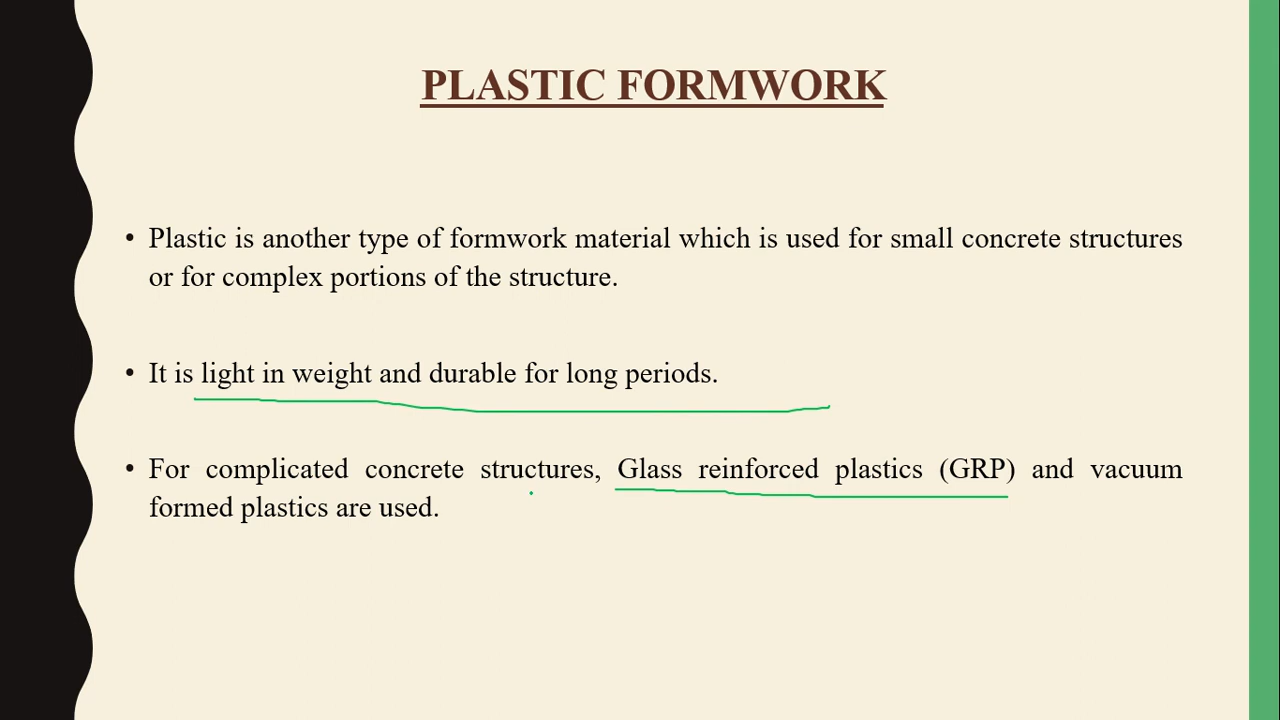 PLASTIC FORMWORK
• Plastic is another type of formwork material which is used for small concrete structures
or for complex portions of the structure.
• It is light in weight and durable for long periods.
• For complicated concrete structures, Glass reinforced plastics (GRP) and vacuum
formed plastics are used.